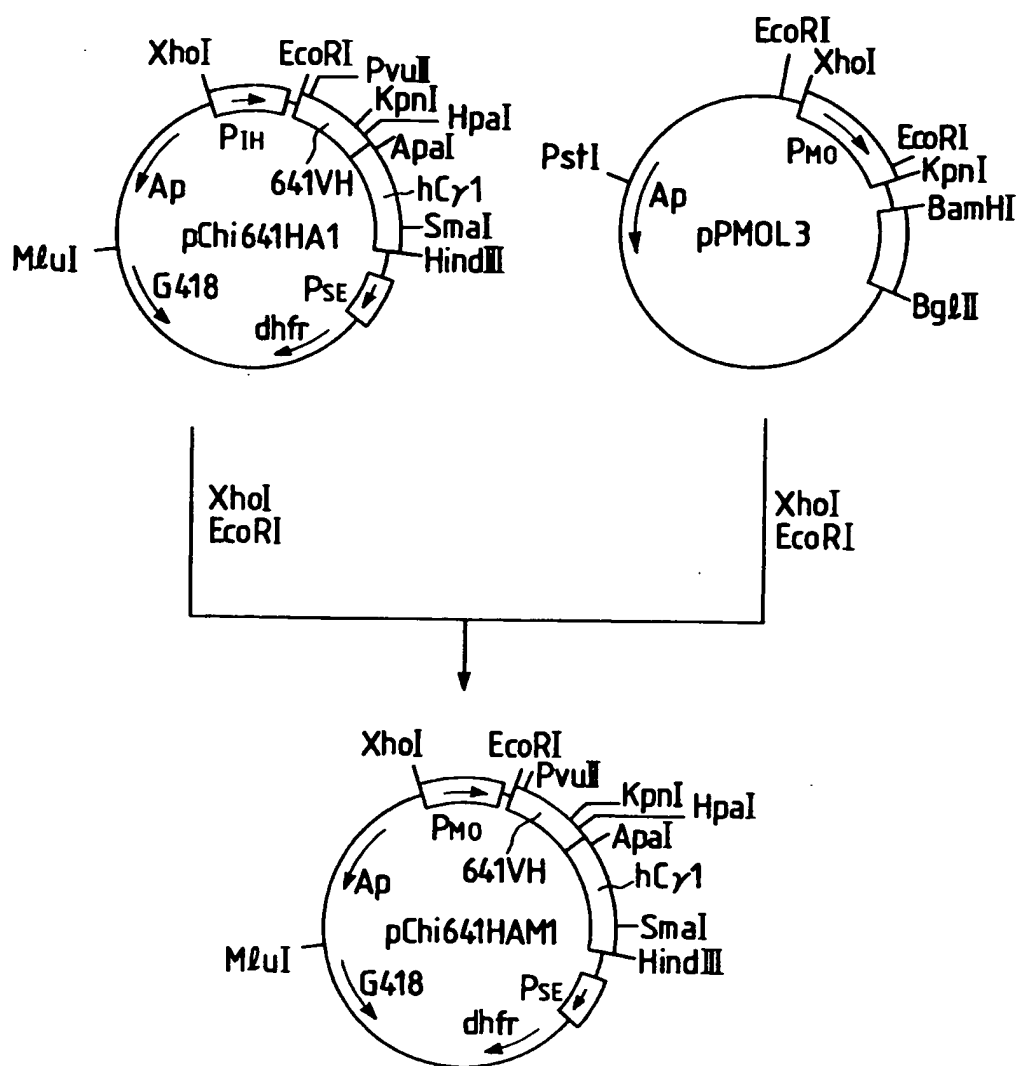 XhoI
EcoRI
PvuII
KpnI
HpaI
ApaI
PIH
641VH
hCγ1
Ap
pChi641HA1
SmaI
HindIII
MluI
G418
PSE
dhfr
EcoRI
XhoI
PMO
EcoRI
KpnI
PstI
Ap
BamHI
pPMOL3
BglII
XhoI
EcoRI
XhoI
EcoRI
XhoI
EcoRI
PvuII
KpnI
HpaI
PMO
ApaI
641VH
hCγ1
Ap
pChi641HAM1
SmaI
HindIII
MluI
G418
PSE
dhfr